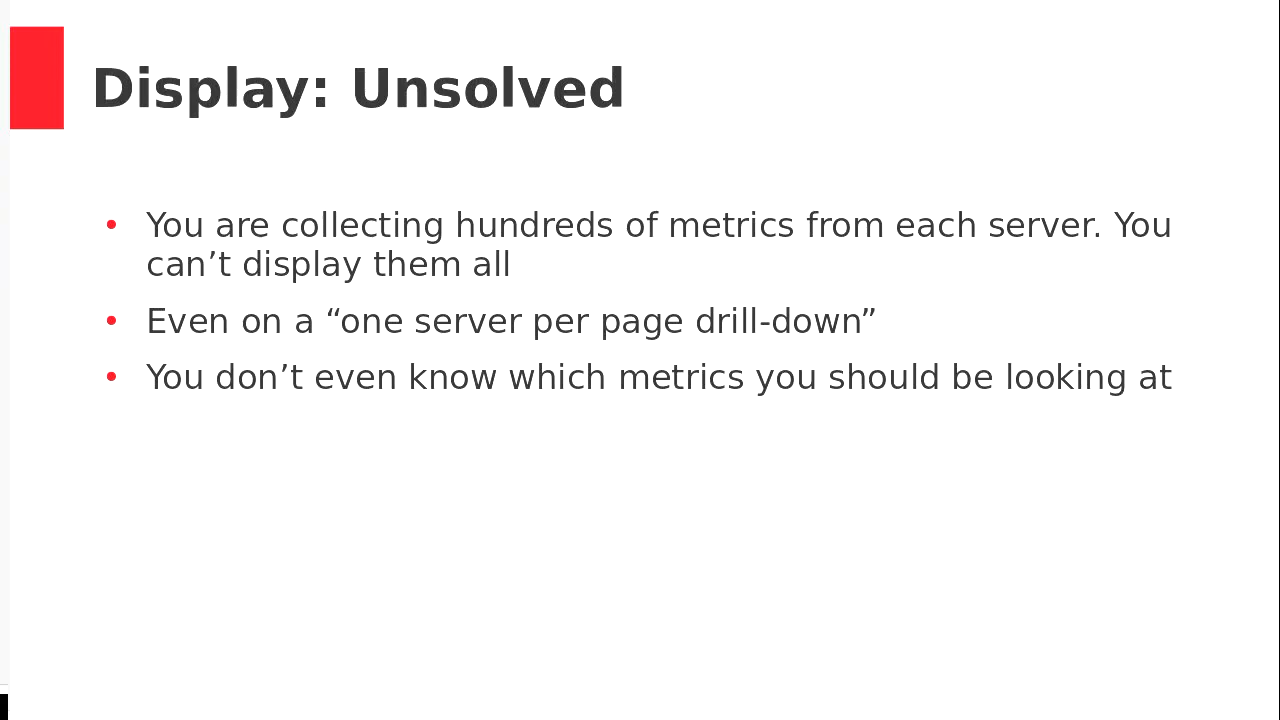 Display: Unsolved
• You are collecting hundreds of metrics from each server. You
can’t display them all
• Even on a “one server per page drill-down”
• You don’t even know which metrics you should be looking at